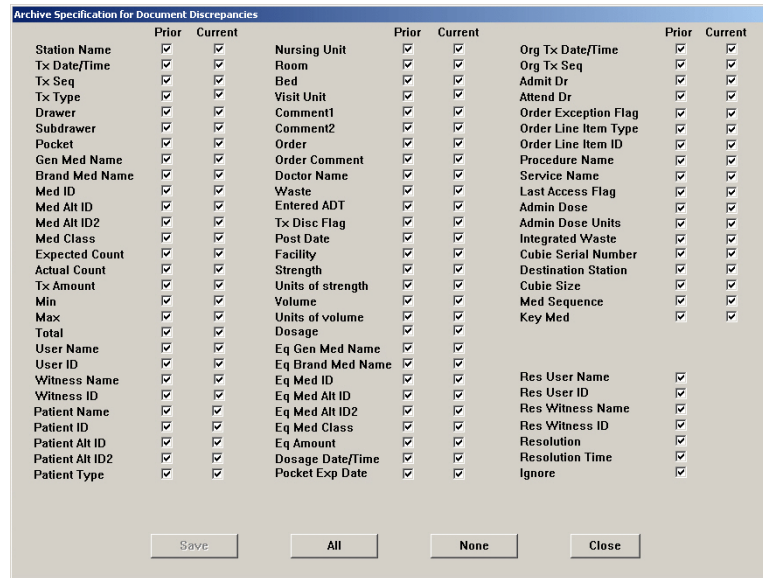 Archive Specification for Document Discrepancies
Prior Current Prior Current Prior Current
Station Name Nursing Unit Org Tx Date/Time
Tx Date/Time Room Org Tx Seq
Tx Seq Bed Admit Dr
Tx Type Visit Unit Attend Dr
Drawer Comment1 Order Exception Flag
Subdrawer Comment2 Order Line Item Type
Pocket Order Order Line Item ID
Gen Med Name Order Comment Procedure Name
Brand Med Name Doctor Name Service Name
Med ID Waste Last Access Flag
Med Alt ID Entered ADT Admin Dose
Med Alt ID2 Tx Disc Flag Admin Dose Units
Med Class Post Date Integrated Waste
Expected Count Facility Cubie Serial Number
Actual Count Strength Destination Station
Tx Amount Units of strength Cubie Size
Min Volume Med Sequence
Max Units of volume Key Med
Total Dosage
User Name Eq Gen Med Name
User ID Eq Brand Med Name
Witness Name Eq Med ID Res User Name
Witness ID Eq Med Alt ID Res User ID
Patient Name Eq Med Alt ID2 Res Witness Name
Patient ID Eq Med Class Res Witness ID
Patient Alt ID Eq Amount Resolution
Patient Alt ID2 Dosage Date/Time Resolution Time
Patient Type Pocket Exp Date Ignore
Save All None Close